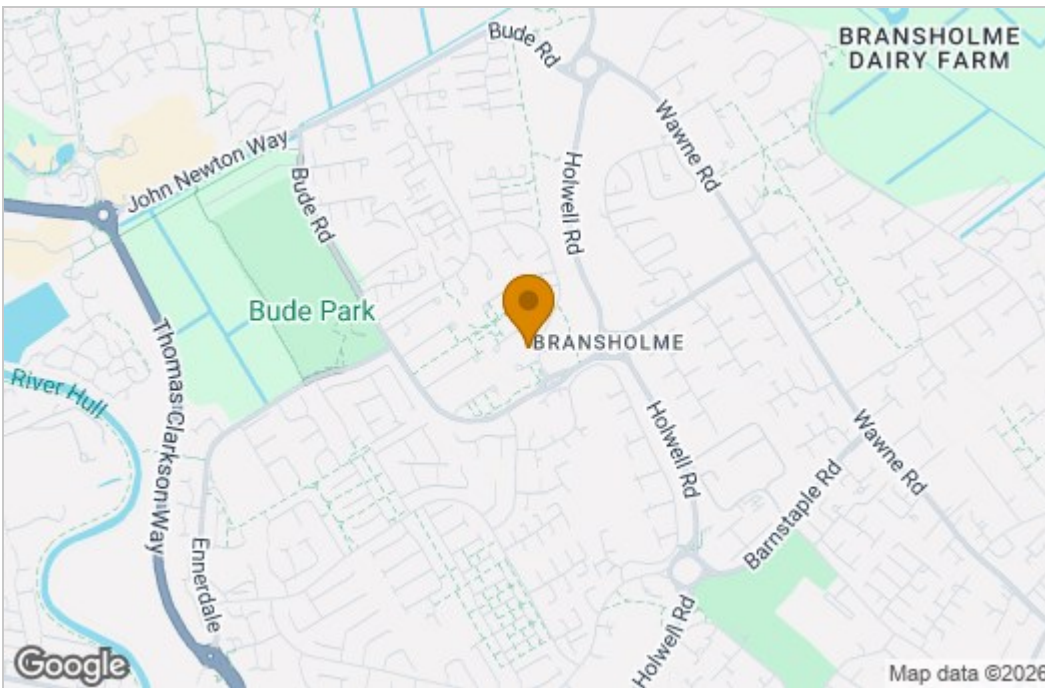 BRANSHOLME
DAIRY FARM
Bude Rd
Wawne Rd
John Newton Way
Holwell Rd
Bude Rd
Bude Park
BRANSHOLME
Thomas Clarkson Way
River Hull
Holwell Rd
Wawne Rd
Barnstaple Rd
Ennerdale
Holwell Rd
Google
Map data ©2026